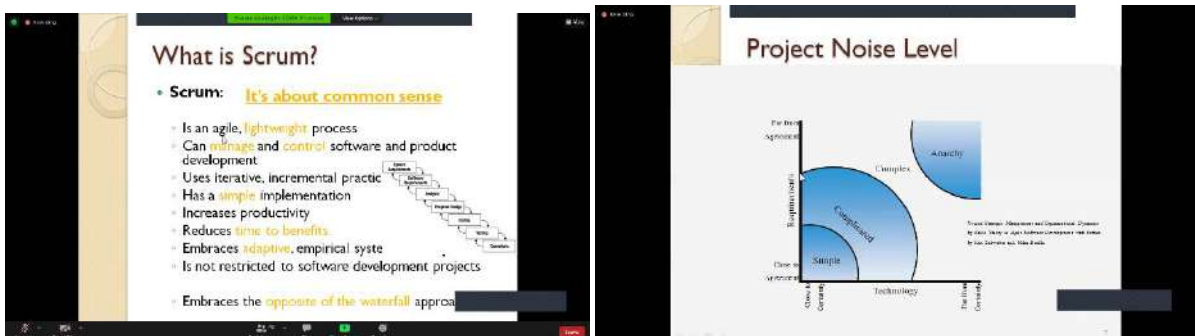 View Options
View
What is Scrum?
Scrum: It's about common sense
Is an agile, lightweight process
Can manage and control software and product
development
Uses iterative, incremental practic
Has a simple implementation
Increases productivity
Reduces time to benefits
Embraces adaptive, empirical syste
Is not restricted to software development projects
Embraces the opposite of the waterfall approa
Leave
Project Noise Level
Far from
Agreement
Requirements
Close to
Agreement
Anarchy
Complex
Complicated
Simple
Technology
Close to
Certainty
Far from
Certainty